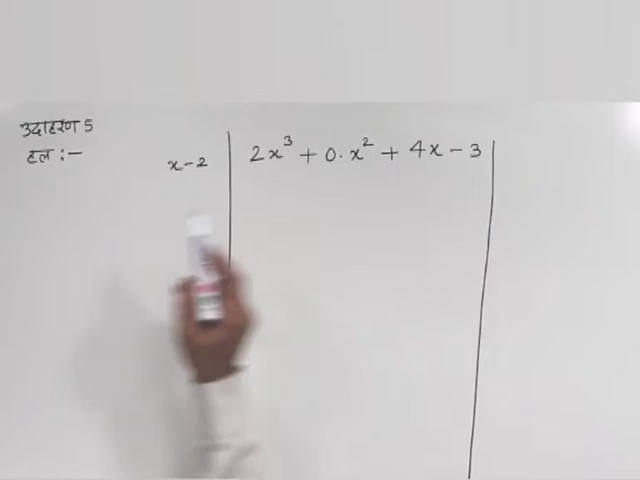 उदाहरण 5
हल :-
x-2 | 2x³ + 0·x² + 4x - 3 |